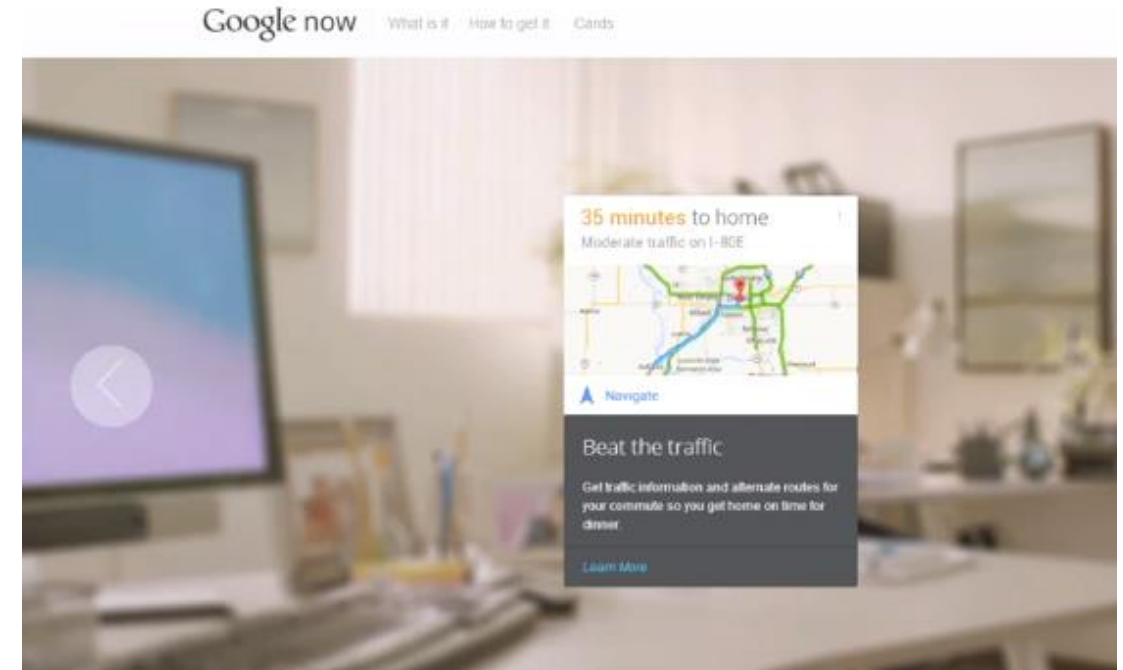 Google now What is it How to get it Cards
35 minutes to home
Moderate traffic on I-80E
Navigate
Beat the traffic
Get traffic information and alternate routes for
your commute so you get home on time for
dinner.
Learn More